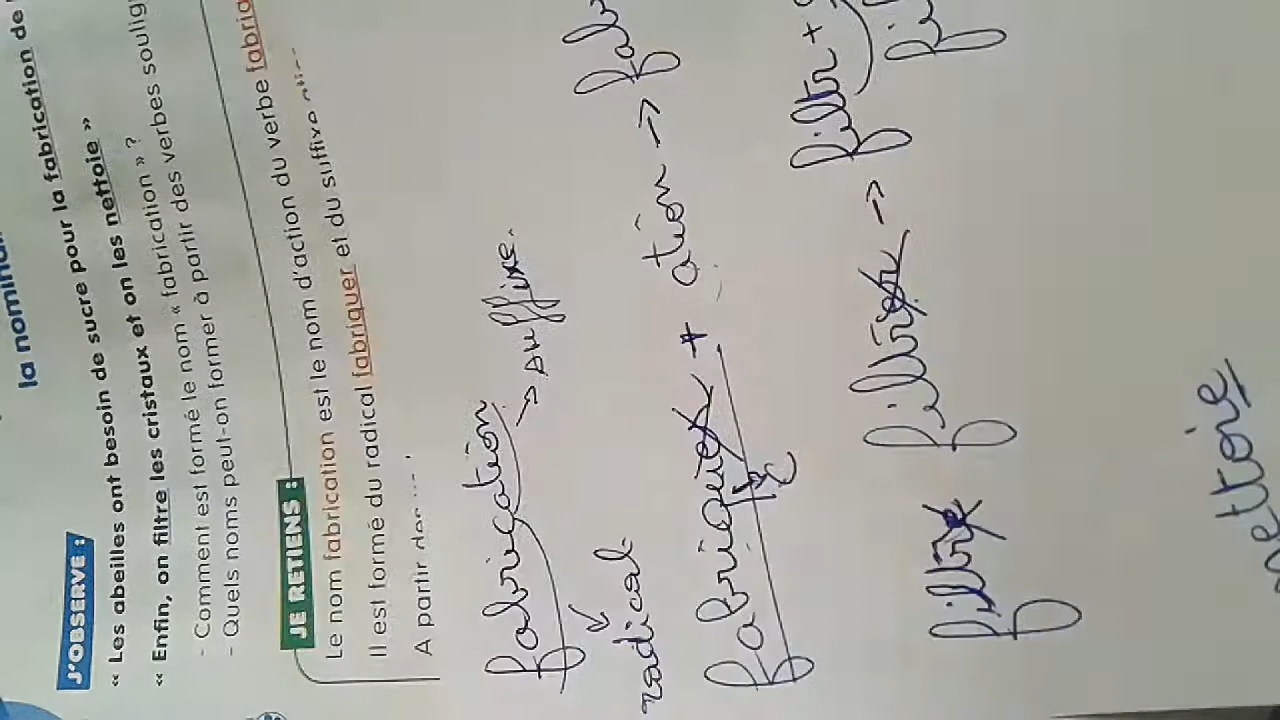 la nomina
J'OBSERVE :
« Les abeilles ont besoin de sucre pour la fabrication de
« Enfin, on filtre les cristaux et on les nettoie »
- Comment est formé le nom « fabrication » ?
- Quels noms peut-on former à partir des verbes soulig
JE RETIENS :
Le nom fabrication est le nom d'action du verbe fabriq
Il est formé du radical fabriquer et du suffixe
A partir
fabrication → suffixe.
radical
fabriquer + ation → fab
c
filtre filtrer → filtr +
nettoie